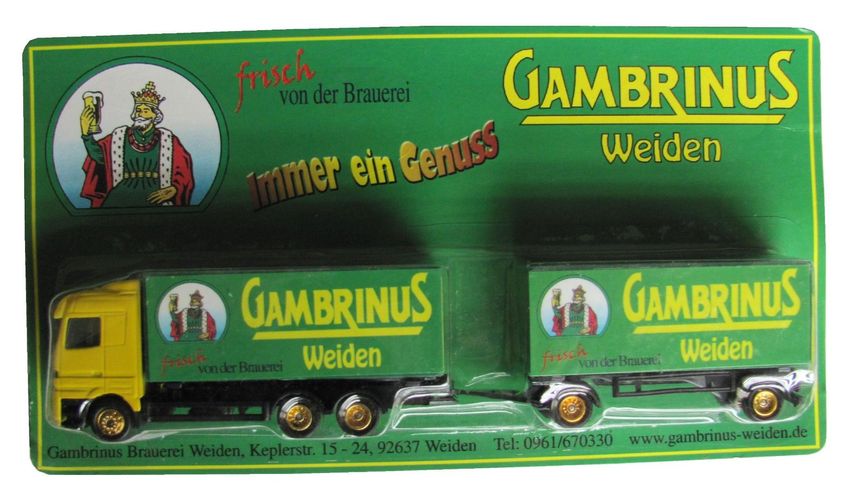 frisch
von der Brauerei
GAMBRINUS
Weiden
Immer ein Genuss
GAMBRINUS
Weiden
frisch
von der Brauerei
GAMBRINUS
Weiden
frisch
von der Brauerei
Gambrinus Brauerei Weiden, Keplerstr. 15 - 24, 92637 Weiden Tel: 0961/670330 www.gambrinus-weiden.de